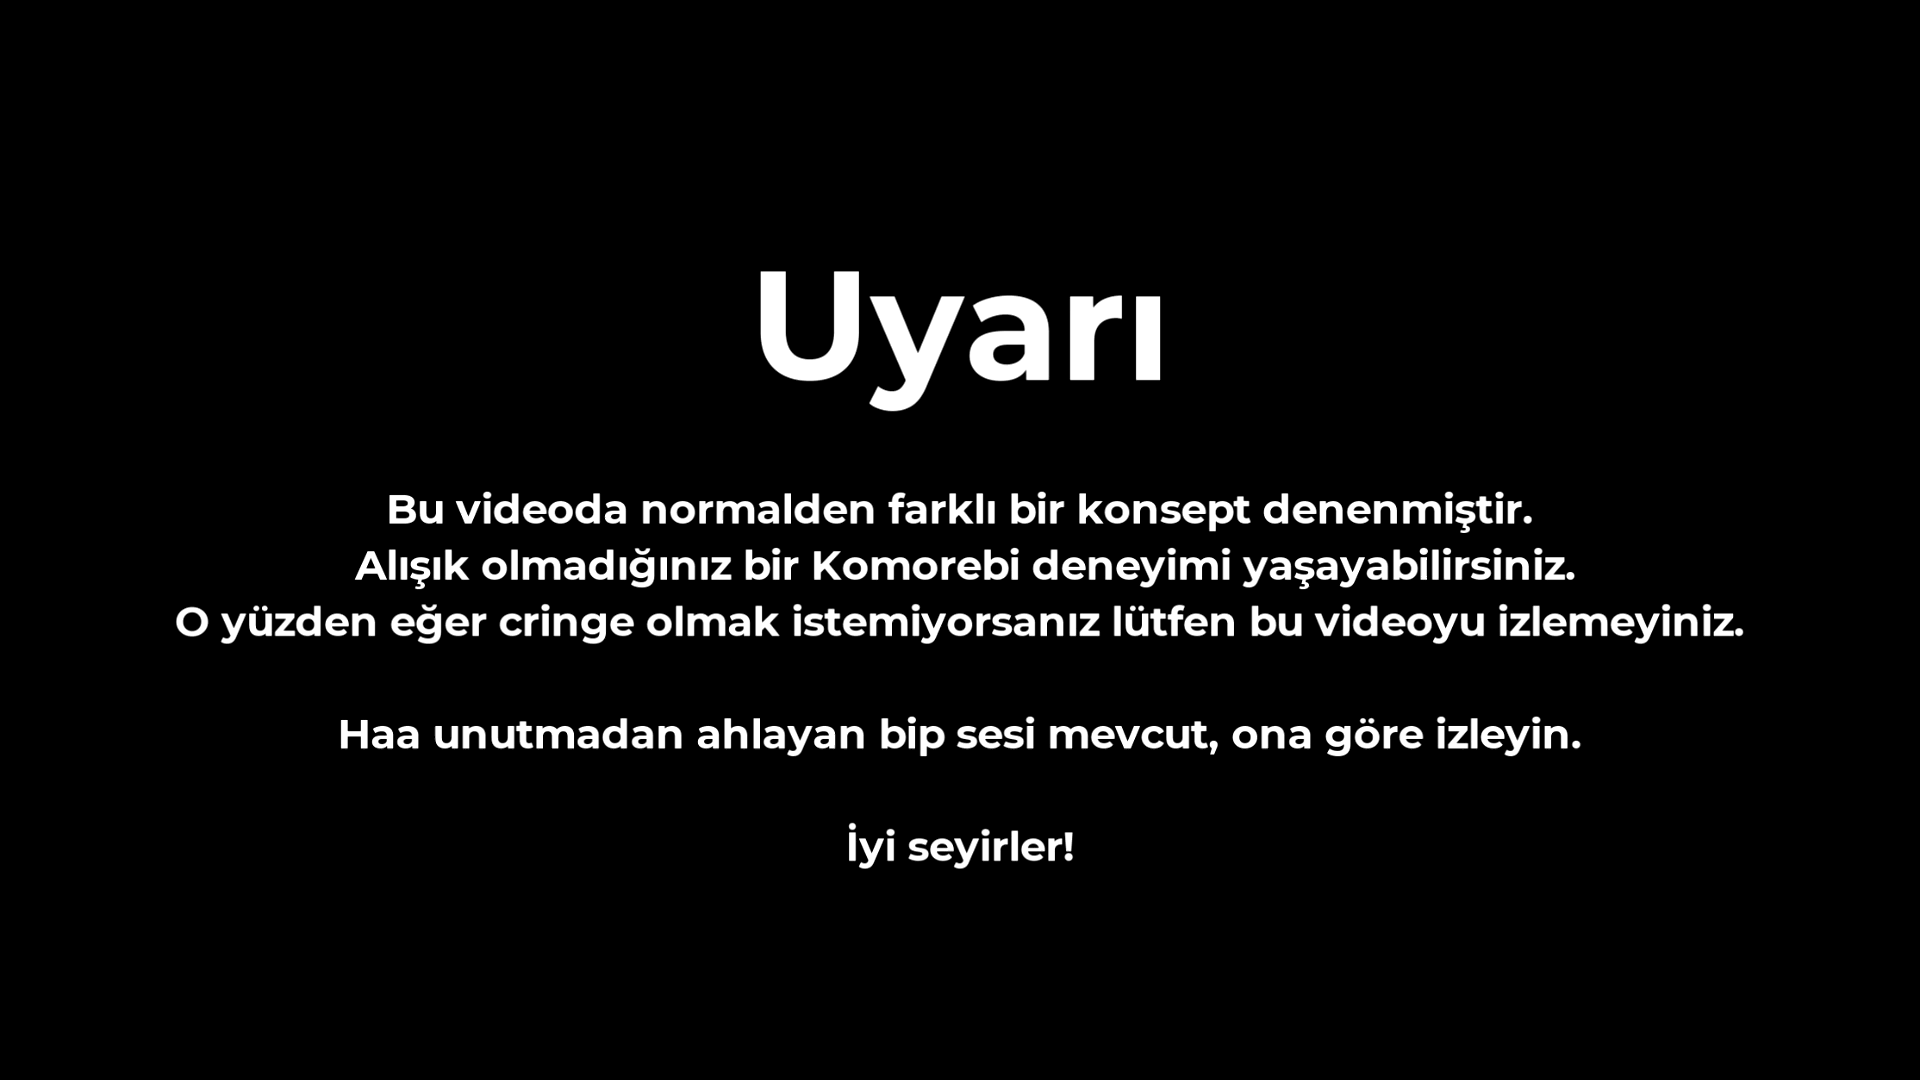 Uyarı
Bu videoda normalden farklı bir konsept denenmiştir.
Alışık olmadığınız bir Komorebi deneyimi yaşayabilirsiniz.
O yüzden eğer cringe olmak istemiyorsanız lütfen bu videoyu izlemeyiniz.
Haa unutmadan ahlayan bip sesi mevcut, ona göre izleyin.
İyi seyirler!